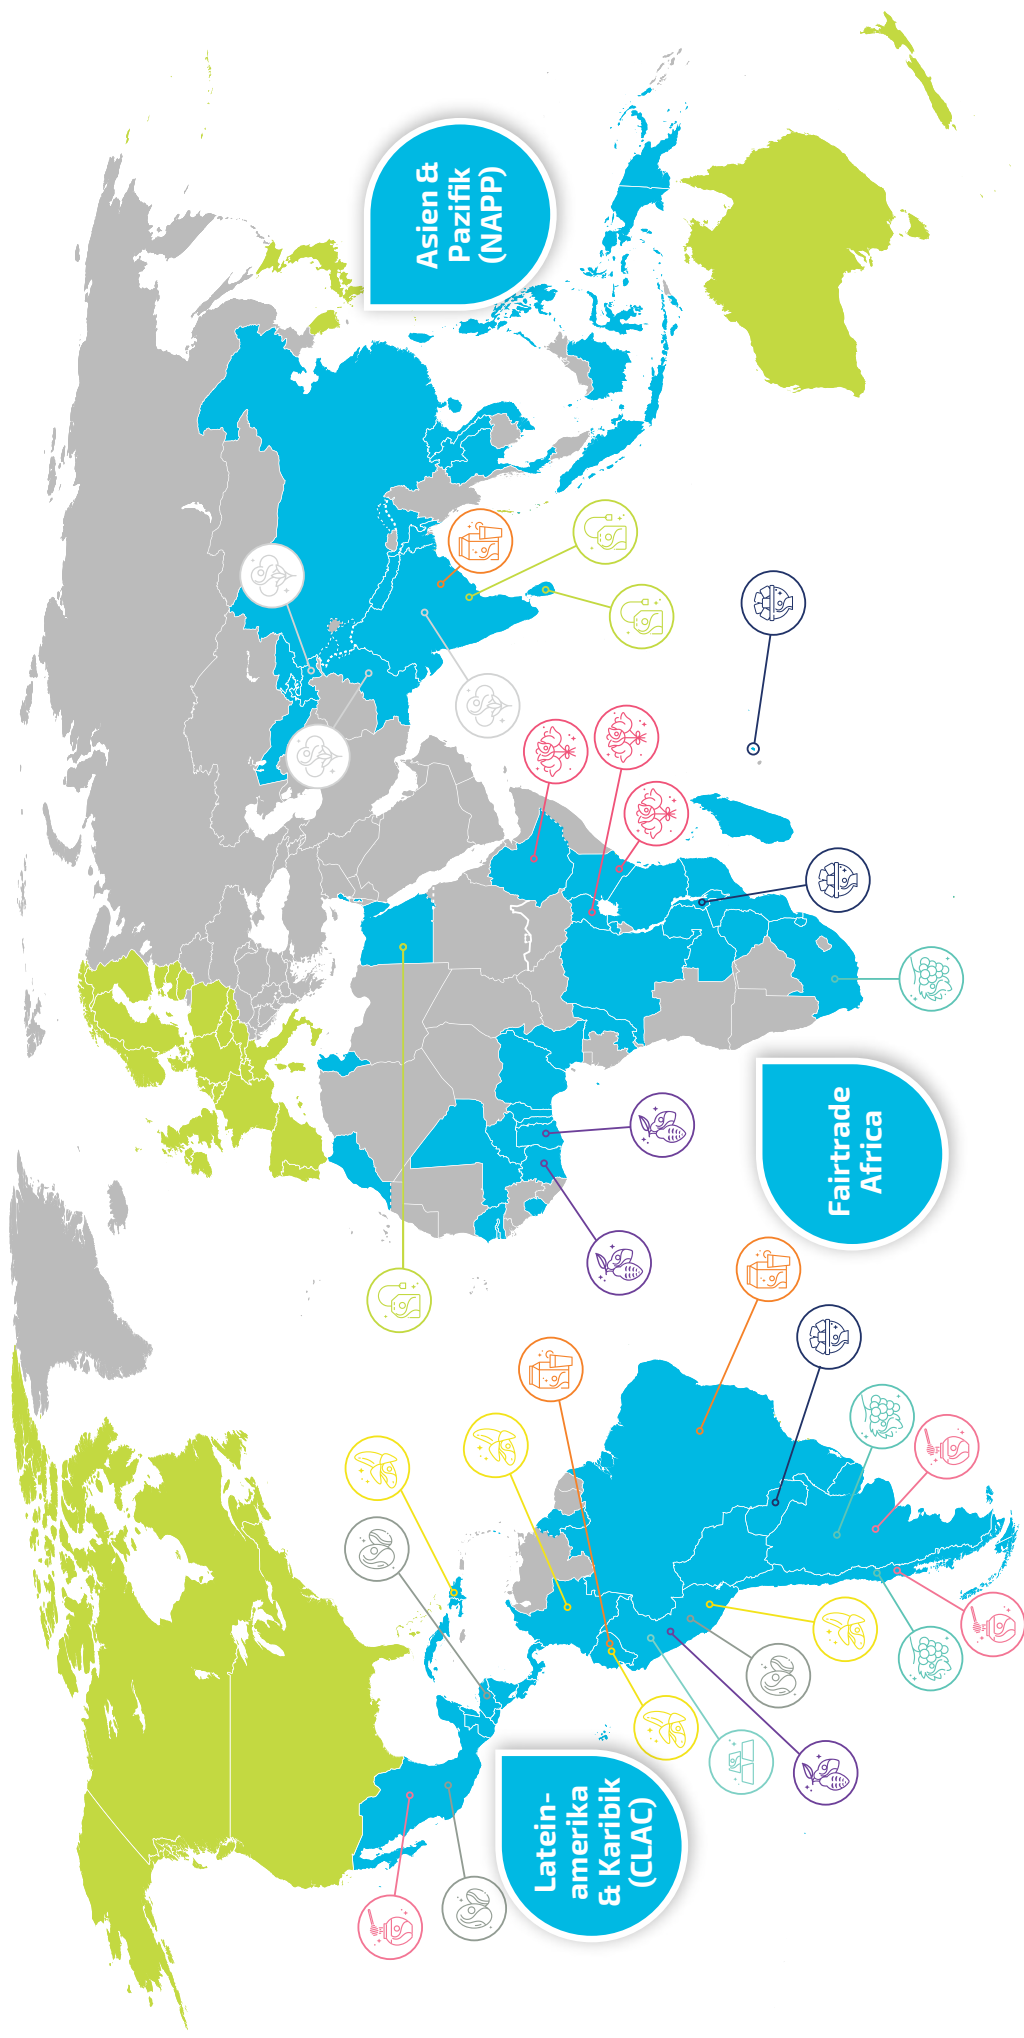 Latein-
amerika
& Karibik
(CLAC)
Fairtrade
Africa
Asien &
Pazifik
(NAPP)